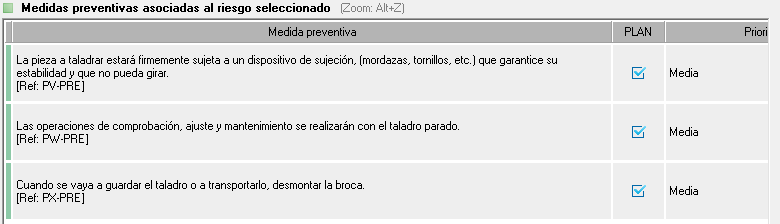 Medidas preventivas asociadas al riesgo seleccionado (Zoom: Alt+Z)
Medida preventiva PLAN Priori
La pieza a taladrar estará firmemente sujeta a un dispositivo de sujeción, (mordazas, tornillos, etc.) que garantice su
estabilidad y que no pueda girar.
[Ref: PV-PRE]
Media
Las operaciones de comprobación, ajuste y mantenimiento se realizarán con el taladro parado.
[Ref: PW-PRE]
Media
Cuando se vaya a guardar el taladro o a transportarlo, desmontar la broca.
[Ref: PX-PRE]
Media